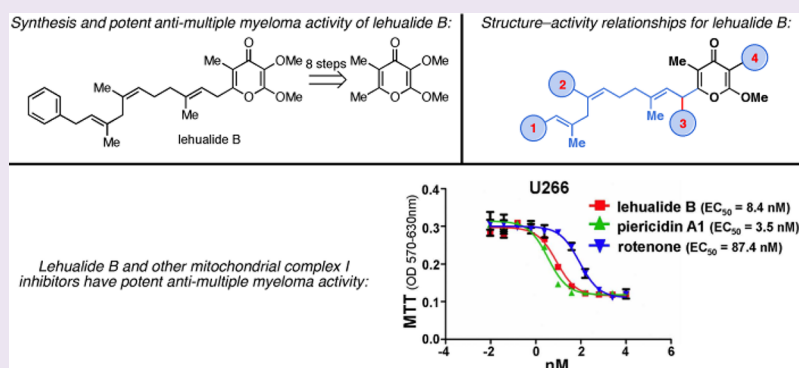 Synthesis and potent anti-multiple myeloma activity of lehualide B:
O
Me
OMe
8 steps
O
Me
OMe
Me
O
OMe
Me
O
OMe
Me
Me
lehualide B
Structure–activity relationships for lehualide B:
O
Me
4
2
O
OMe
Me
3
1
Me
Lehualide B and other mitochondrial complex I
inhibitors have potent anti-multiple myeloma activity:
U266
0.4
0.3
0.2
0.1
0.0
MTT (OD 570-630nm)
-4
-2
0
2
4
6
nM
lehualide B (EC50 = 8.4 nM)
piericidin A1 (EC50 = 3.5 nM)
rotenone (EC50 = 87.4 nM)